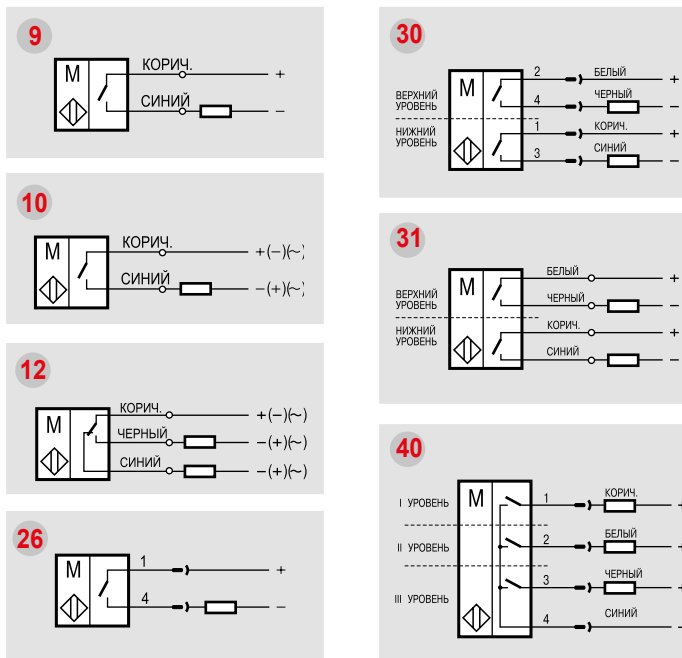 9
М
КОРИЧ.
+
СИНИЙ
−
10
М
КОРИЧ.
+(−)(~)
СИНИЙ
−(+)(~)
12
М
КОРИЧ.
+(−)(~)
ЧЕРНЫЙ
−(+)(~)
СИНИЙ
−(+)(~)
26
М
1
+
4
−
30
М
ВЕРХНИЙ
УРОВЕНЬ
НИЖНИЙ
УРОВЕНЬ
2
БЕЛЫЙ
+
4
ЧЕРНЫЙ
−
1
КОРИЧ.
+
3
СИНИЙ
−
31
М
ВЕРХНИЙ
УРОВЕНЬ
НИЖНИЙ
УРОВЕНЬ
БЕЛЫЙ
+
ЧЕРНЫЙ
−
КОРИЧ.
+
СИНИЙ
−
40
М
I УРОВЕНЬ
1
КОРИЧ.
+
II УРОВЕНЬ
2
БЕЛЫЙ
+
III УРОВЕНЬ
3
ЧЕРНЫЙ
+
4
СИНИЙ
−